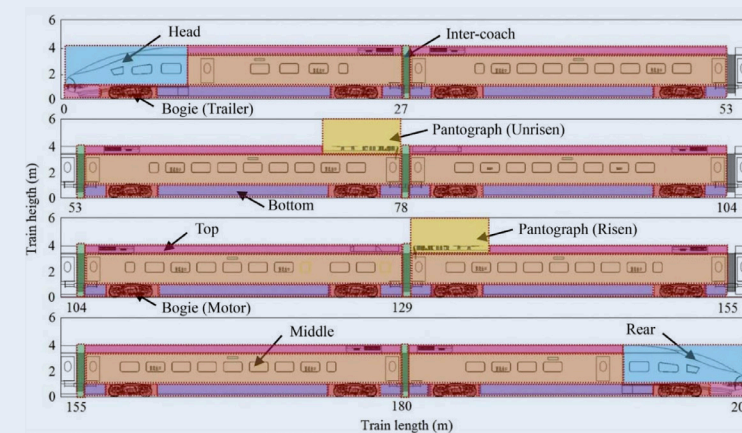 6
Head
Inter-coach
4
2
0
0
Bogie (Trailer)
27
53
6
Pantograph (Unrisen)
4
2
0
53
Bottom
78
104
Train heigth (m)
6
Top
Pantograph (Risen)
4
2
0
104
Bogie (Motor)
129
155
6
Middle
Rear
4
2
0
155
180
20
Train length (m)